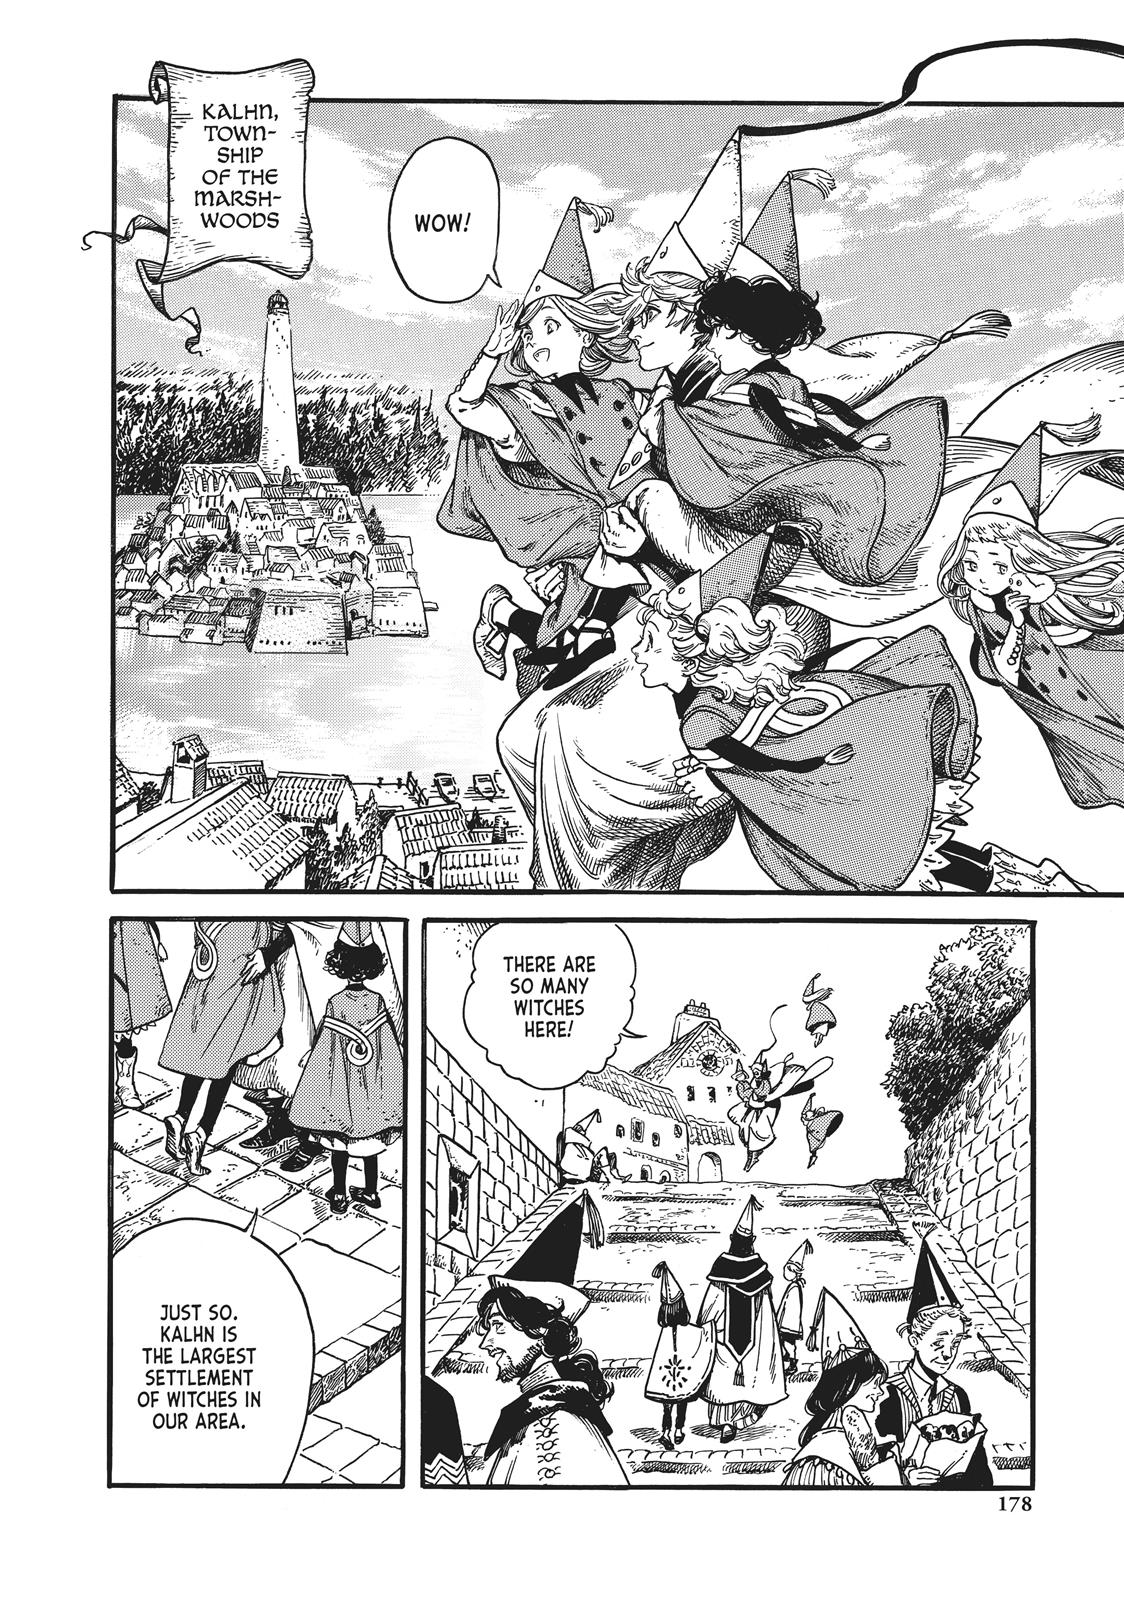 KALHN,
TOWN-
SHIP
OF THE
MARSH-
WOODS
WOW!
THERE ARE
SO MANY
WITCHES
HERE!
JUST SO.
KALHN IS
THE LARGEST
SETTLEMENT
OF WITCHES IN
OUR AREA.
178